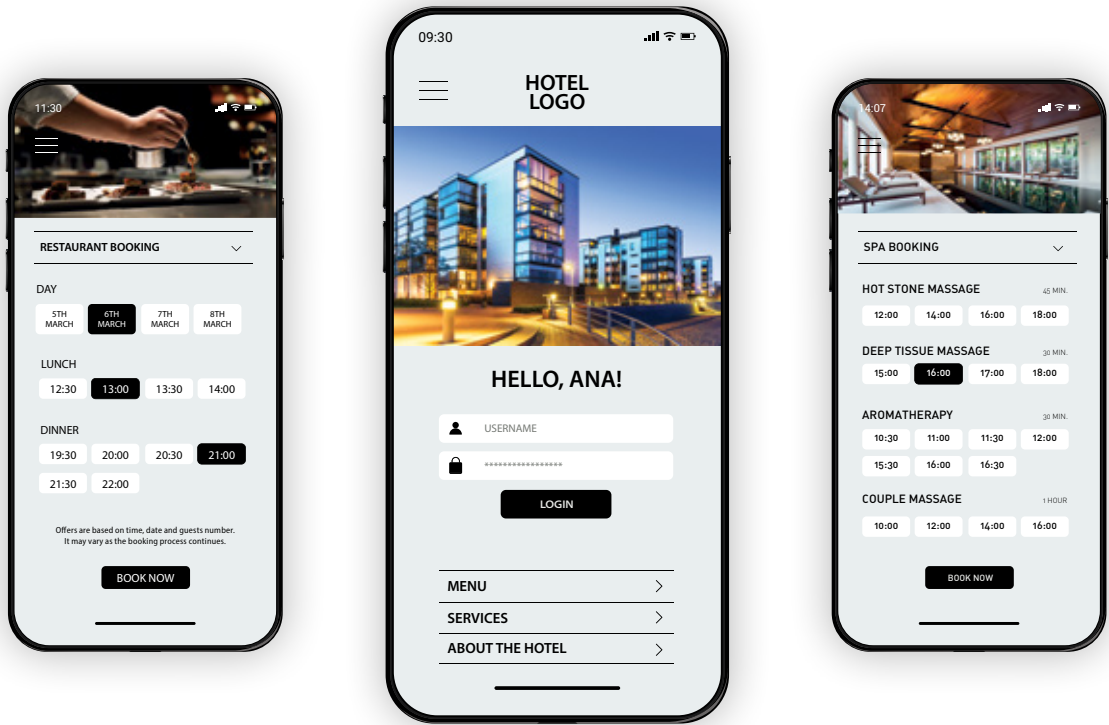 11:30
RESTAURANT BOOKING
DAY
5TH MARCH
6TH MARCH
7TH MARCH
8TH MARCH
LUNCH
12:30 13:00 13:30 14:00
DINNER
19:30 20:00 20:30 21:00
21:30 22:00
Offers are based on time, date and guests number.
It may vary as the booking process continues.
BOOK NOW
09:30
HOTEL
LOGO
HELLO, ANA!
USERNAME
*****************
LOGIN
MENU
SERVICES
ABOUT THE HOTEL
14:07
SPA BOOKING
HOT STONE MASSAGE 45 MIN.
12:00 14:00 16:00 18:00
DEEP TISSUE MASSAGE 30 MIN.
15:00 16:00 17:00 18:00
AROMATHERAPY 30 MIN.
10:30 11:00 11:30 12:00
15:30 16:00 16:30
COUPLE MASSAGE 1 HOUR
10:00 12:00 14:00 16:00
BOOK NOW